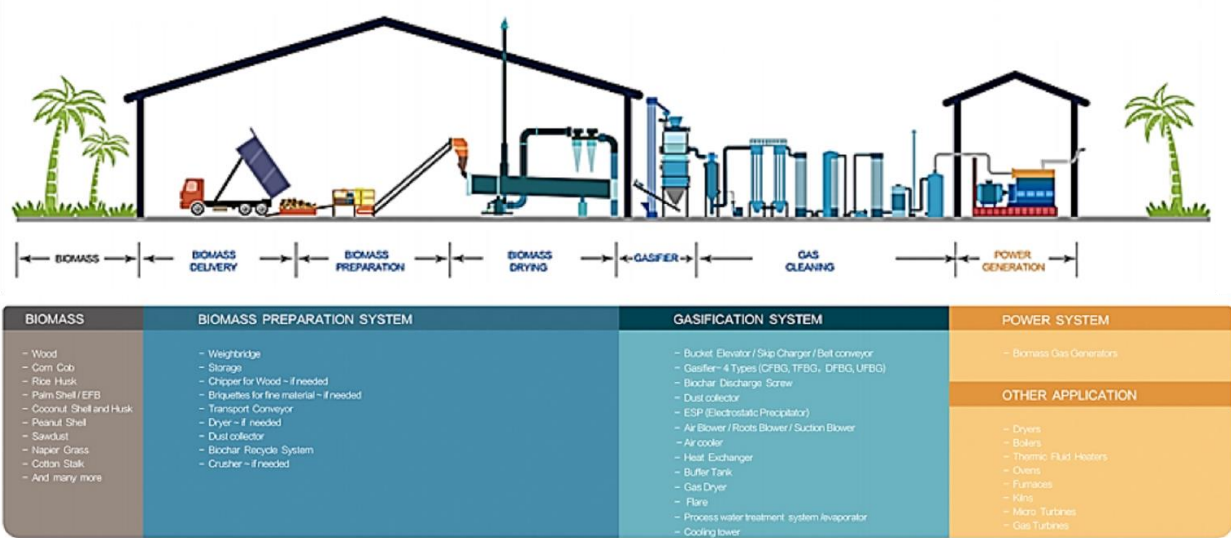 BIOMASS
BIOMASS
DELIVERY
BIOMASS
PREPARATION
BIOMASS
DRYING
GASIFIER
GAS
CLEANING
POWER
GENERATION
BIOMASS
- Wood
- Corn Cob
- Rice Husk
- Palm Shell / EFB
- Coconut Shell and Husk
- Peanut Shell
- Sawdust
- Napier Grass
- Cotton Stalk
- And many more
BIOMASS PREPARATION SYSTEM
- Weighbridge
- Storage
- Chipper for Wood ~ if needed
- Briquettes for fine material ~ if needed
- Transport Conveyor
- Dryer ~ if needed
- Dust collector
- Biochar Recycle System
- Crusher ~ if needed
GASIFICATION SYSTEM
- Bucket Elevator / Skip Charger / Belt conveyor
- Gasifier~ 4 Types (CFBG, TFBG, DFBG, UFBG)
- Biochar Discharge Screw
- Dust collector
- ESP (Electrostatic Precipitator)
- Air Blower / Roots Blower / Suction Blower
- Air cooler
- Heat Exchanger
- Buffer Tank
- Gas Dryer
- Flare
- Process water treatment system /evaporator
- Cooling tower
POWER SYSTEM
- Biomass Gas Generators
OTHER APPLICATION
- Dryers
- Boilers
- Thermic Fluid Heaters
- Ovens
- Furnaces
- Kilns
- Micro Turbines
- Gas Turbines